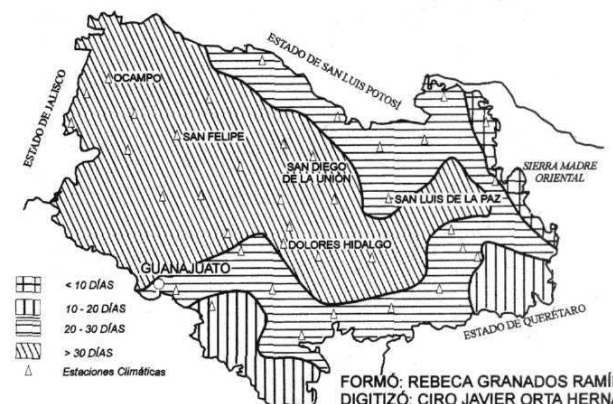 ESTADO DE SAN LUIS POTOSÍ
OCAMPO
ESTADO DE JALISCO
SAN FELIPE
SAN DIEGO
DE LA UNIÓN
SIERRA MADRE
ORIENTAL
SAN LUIS DE LA PAZ
DOLORES HIDALGO
GUANAJUATO
< 10 DÍAS
10 - 20 DÍAS
20 - 30 DÍAS
> 30 DÍAS
Estaciones Climáticas
ESTADO DE QUERÉTARO
FORMÓ: REBECA GRANADOS RAMÍ
DIGITIZÓ: CIRO JAVIER ORTA HERNA